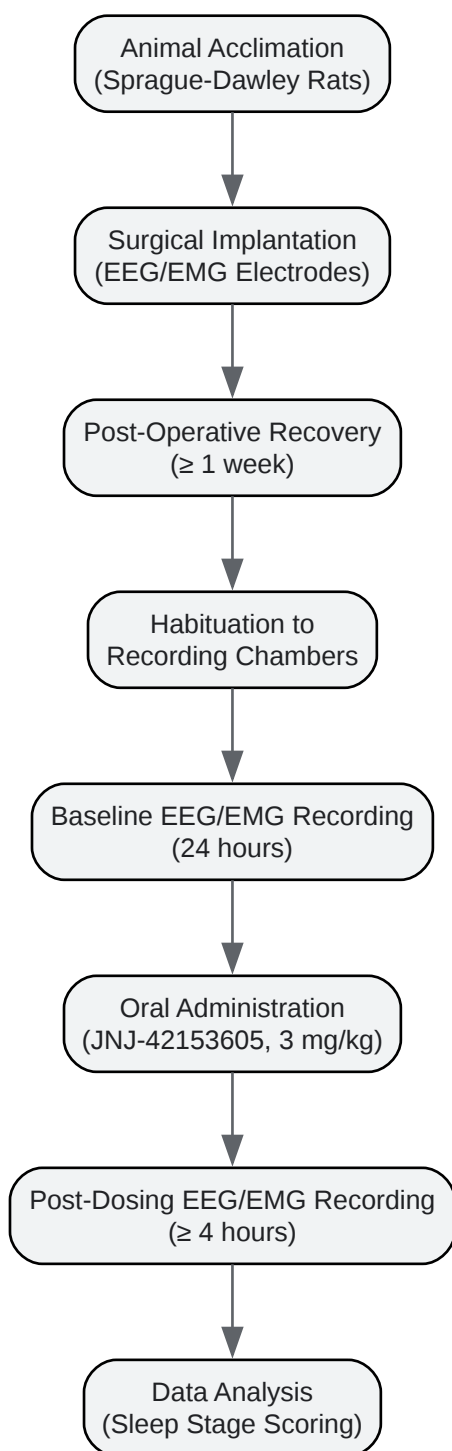 Animal Acclimation
(Sprague-Dawley Rats)
Surgical Implantation
(EEG/EMG Electrodes)
Post-Operative Recovery
(≥ 1 week)
Habituation to
Recording Chambers
Baseline EEG/EMG Recording
(24 hours)
Oral Administration
(JNJ-42153605, 3 mg/kg)
Post-Dosing EEG/EMG Recording
(≥ 4 hours)
Data Analysis
(Sleep Stage Scoring)